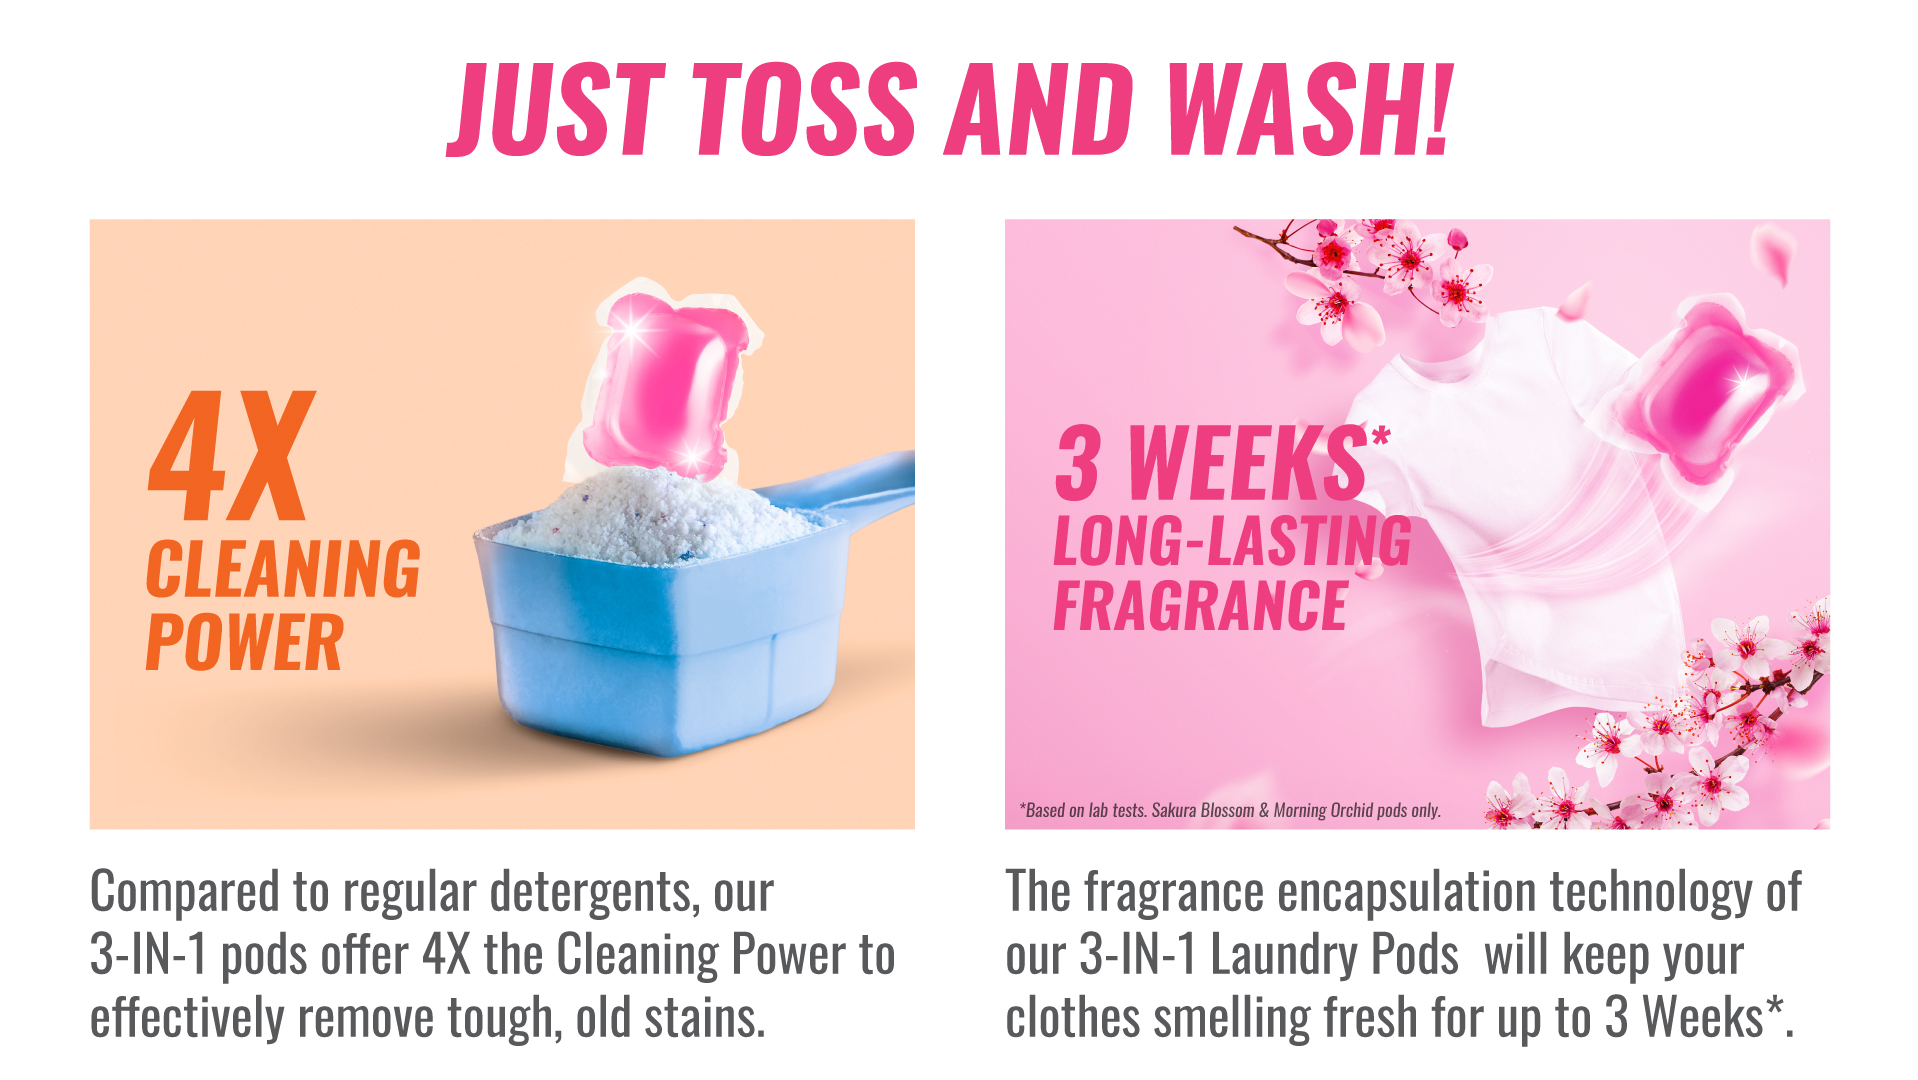 JUST TOSS AND WASH!
4X
CLEANING
POWER
3 WEEKS*
LONG-LASTING
FRAGRANCE
*Based on lab tests. Sakura Blossom & Morning Orchid pods only.
Compared to regular detergents, our
3-IN-1 pods offer 4X the Cleaning Power to
effectively remove tough, old stains.
The fragrance encapsulation technology of
our 3-IN-1 Laundry Pods  will keep your
clothes smelling fresh for up to 3 Weeks*.